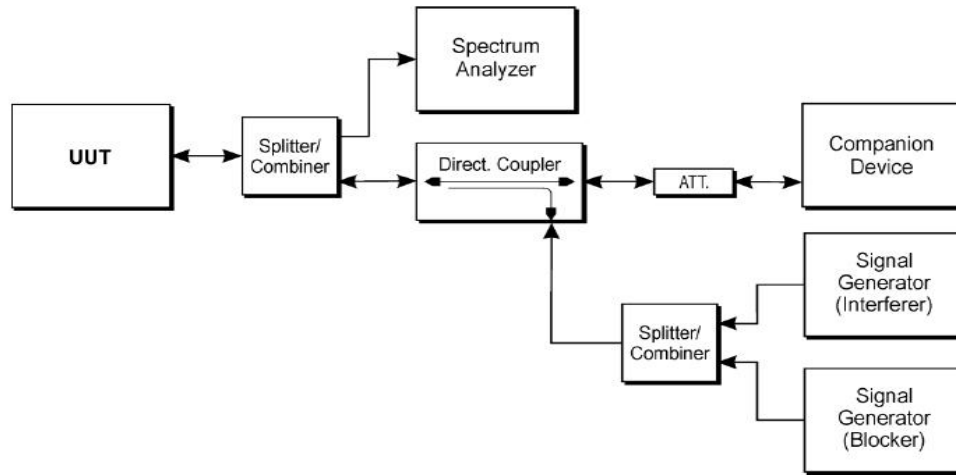 Spectrum
Analyzer
UUT
Splitter/
Combiner
Direct. Coupler
ATT.
Companion
Device
Signal
Generator
(Interferer)
Splitter/
Combiner
Signal
Generator
(Blocker)